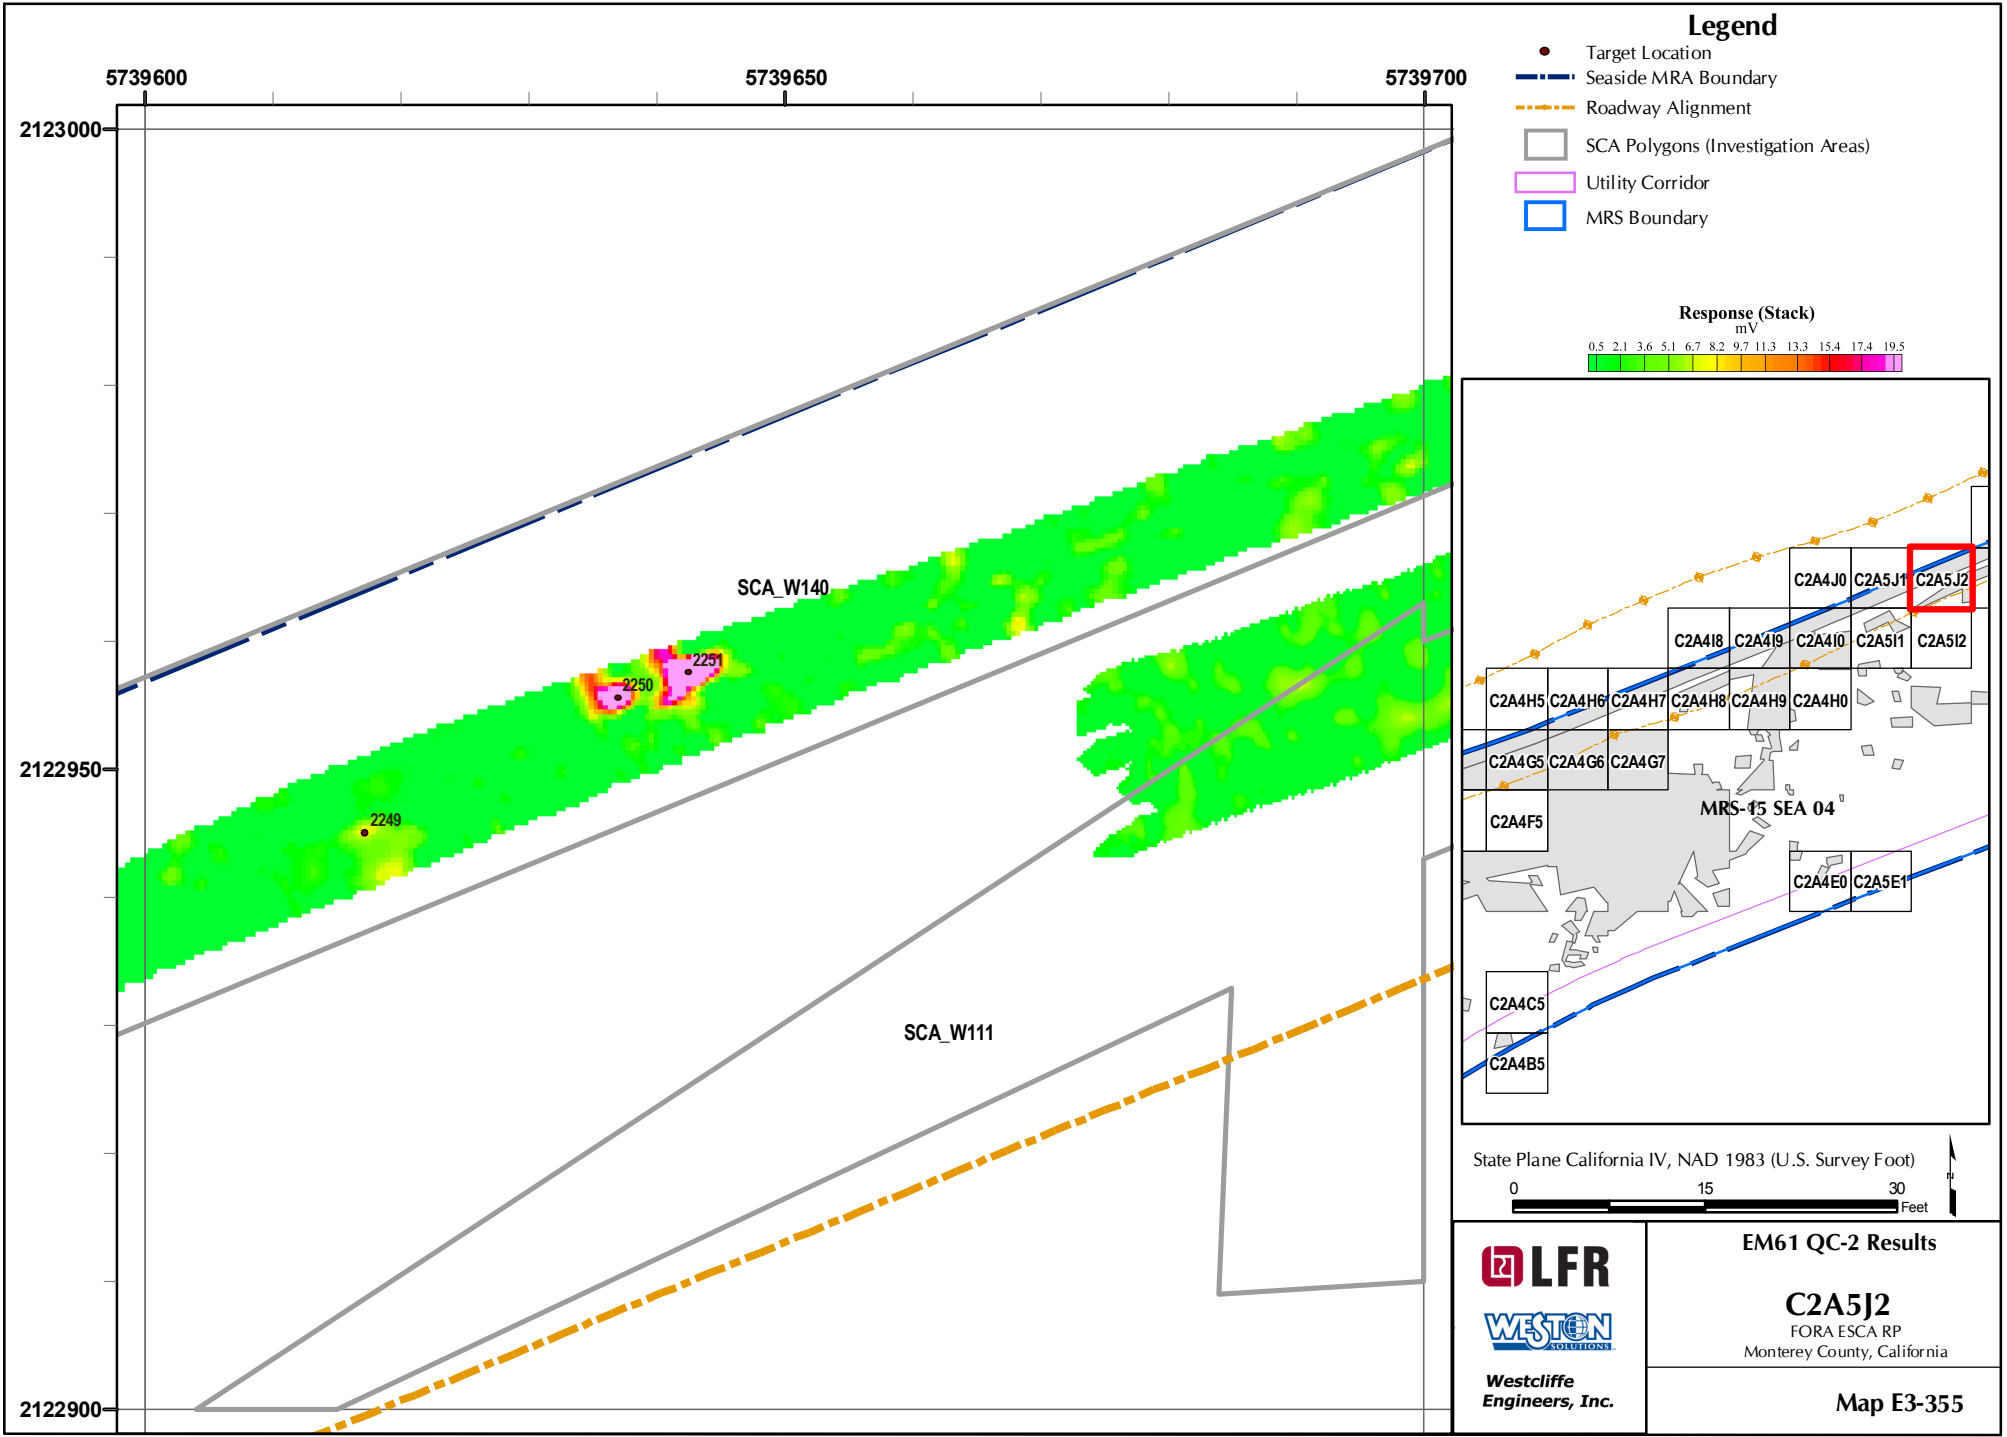 Legend
Target Location
Seaside MRA Boundary
Roadway Alignment
SCA Polygons (Investigation Areas)
Utility Corridor
MRS Boundary
5739600
5739650
5739700
2123000
2122950
2122900
SCA_W140
2251
2250
2249
SCA_W111
Response (Stack)
mV
0.5 2.1 3.6 5.1 6.7 8.2 9.7 11.3 13.3 15.4 17.4 19.5
C2A4J0 C2A5J1 C2A5J2
C2A4I8 C2A4I9 C2A4I0 C2A5I1 C2A5I2
C2A4H5 C2A4H6 C2A4H7 C2A4H8 C2A4H9 C2A4H0
C2A4G5 C2A4G6 C2A4G7
MRS-15 SEA 04
C2A4F5
C2A4E0 C2A5E1
C2A4C5
C2A4B5
State Plane California IV, NAD 1983 (U.S. Survey Foot)
0 15 30
Feet
N
LFR
WESTON
SOLUTIONS
Westcliffe
Engineers, Inc.
EM61 QC-2 Results
C2A5J2
FORA ESCA RP
Monterey County, California
Map E3-355